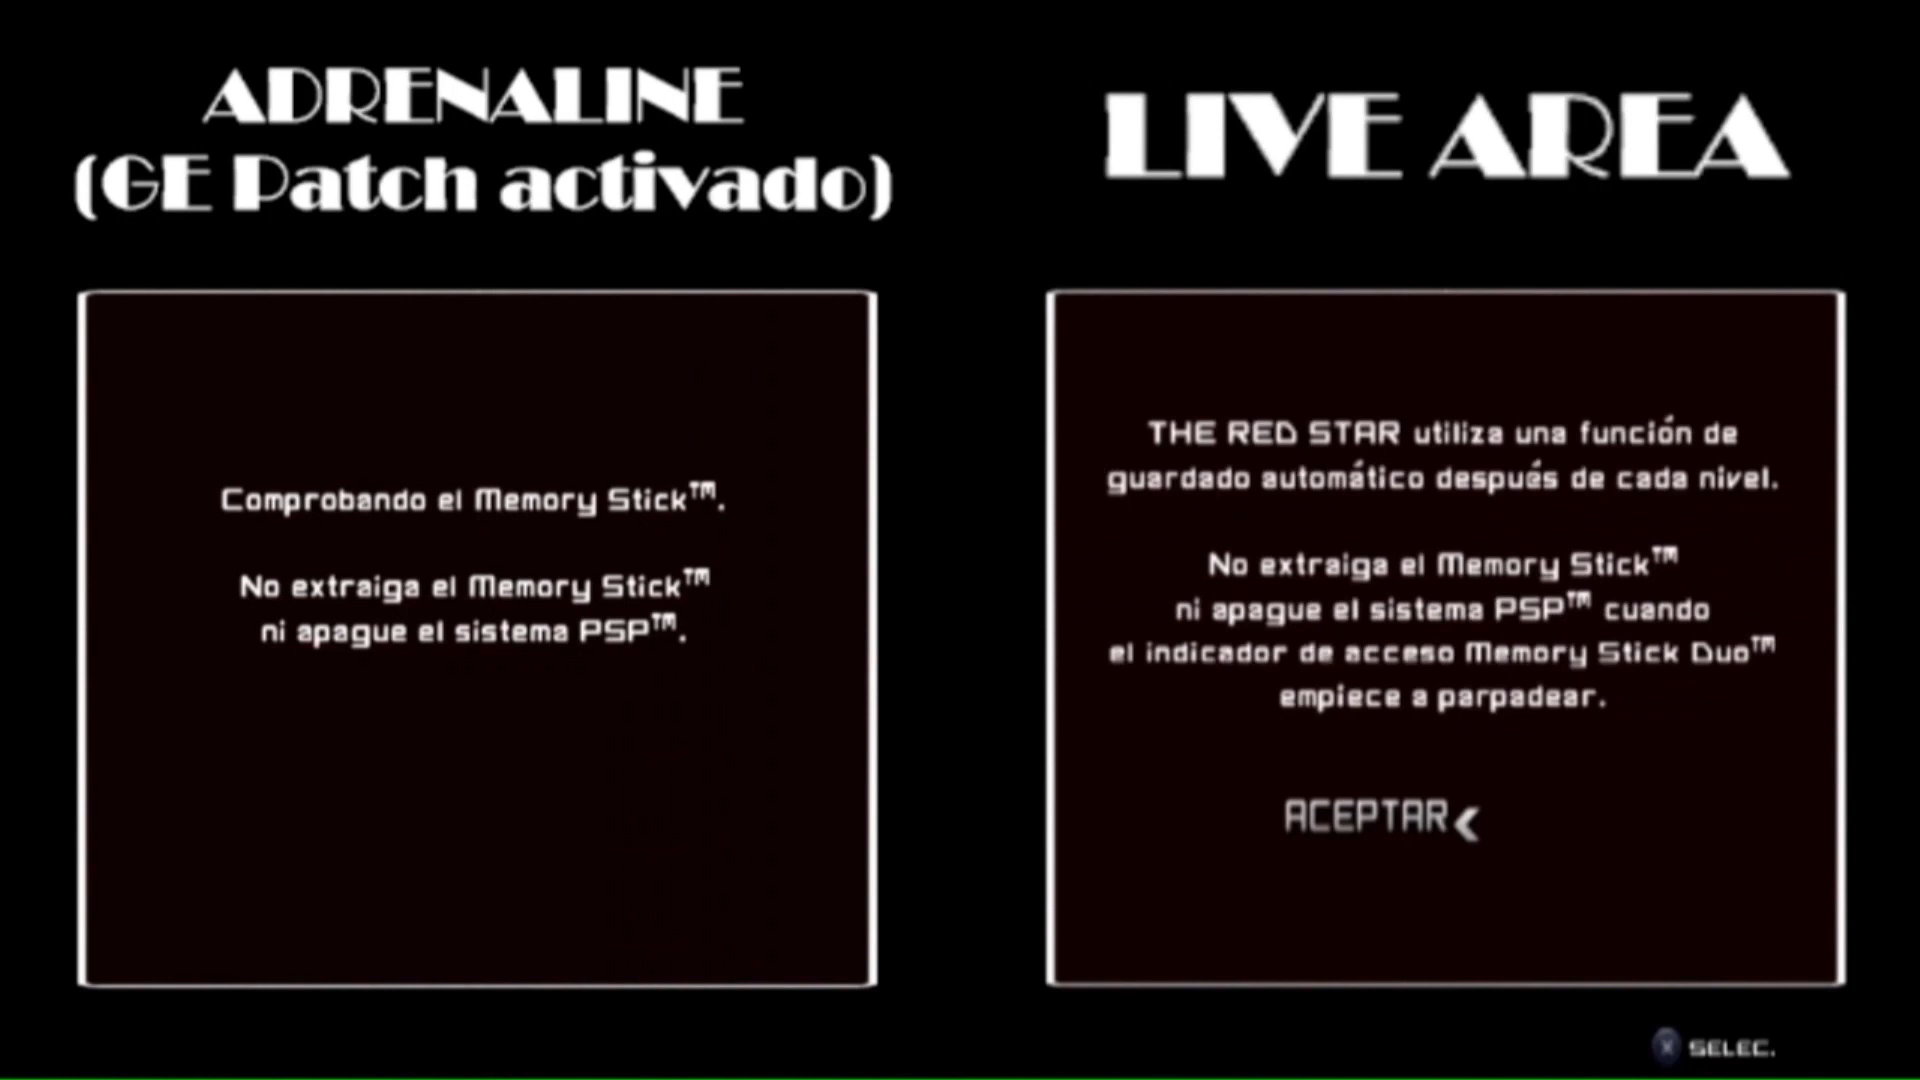 ADRENALINE
(GE Patch activado)
Comprobando el Memory Stick™.
No extraiga el Memory Stick™
ni apague el sistema PSP™.
LIVE AREA
THE RED STAR utiliza una función de
guardado automático después de cada nivel.
No extraiga el Memory Stick™
ni apague el sistema PSP™ cuando
el indicador de acceso Memory Stick Duo™
empiece a parpadear.
ACEPTAR
X SELEC.